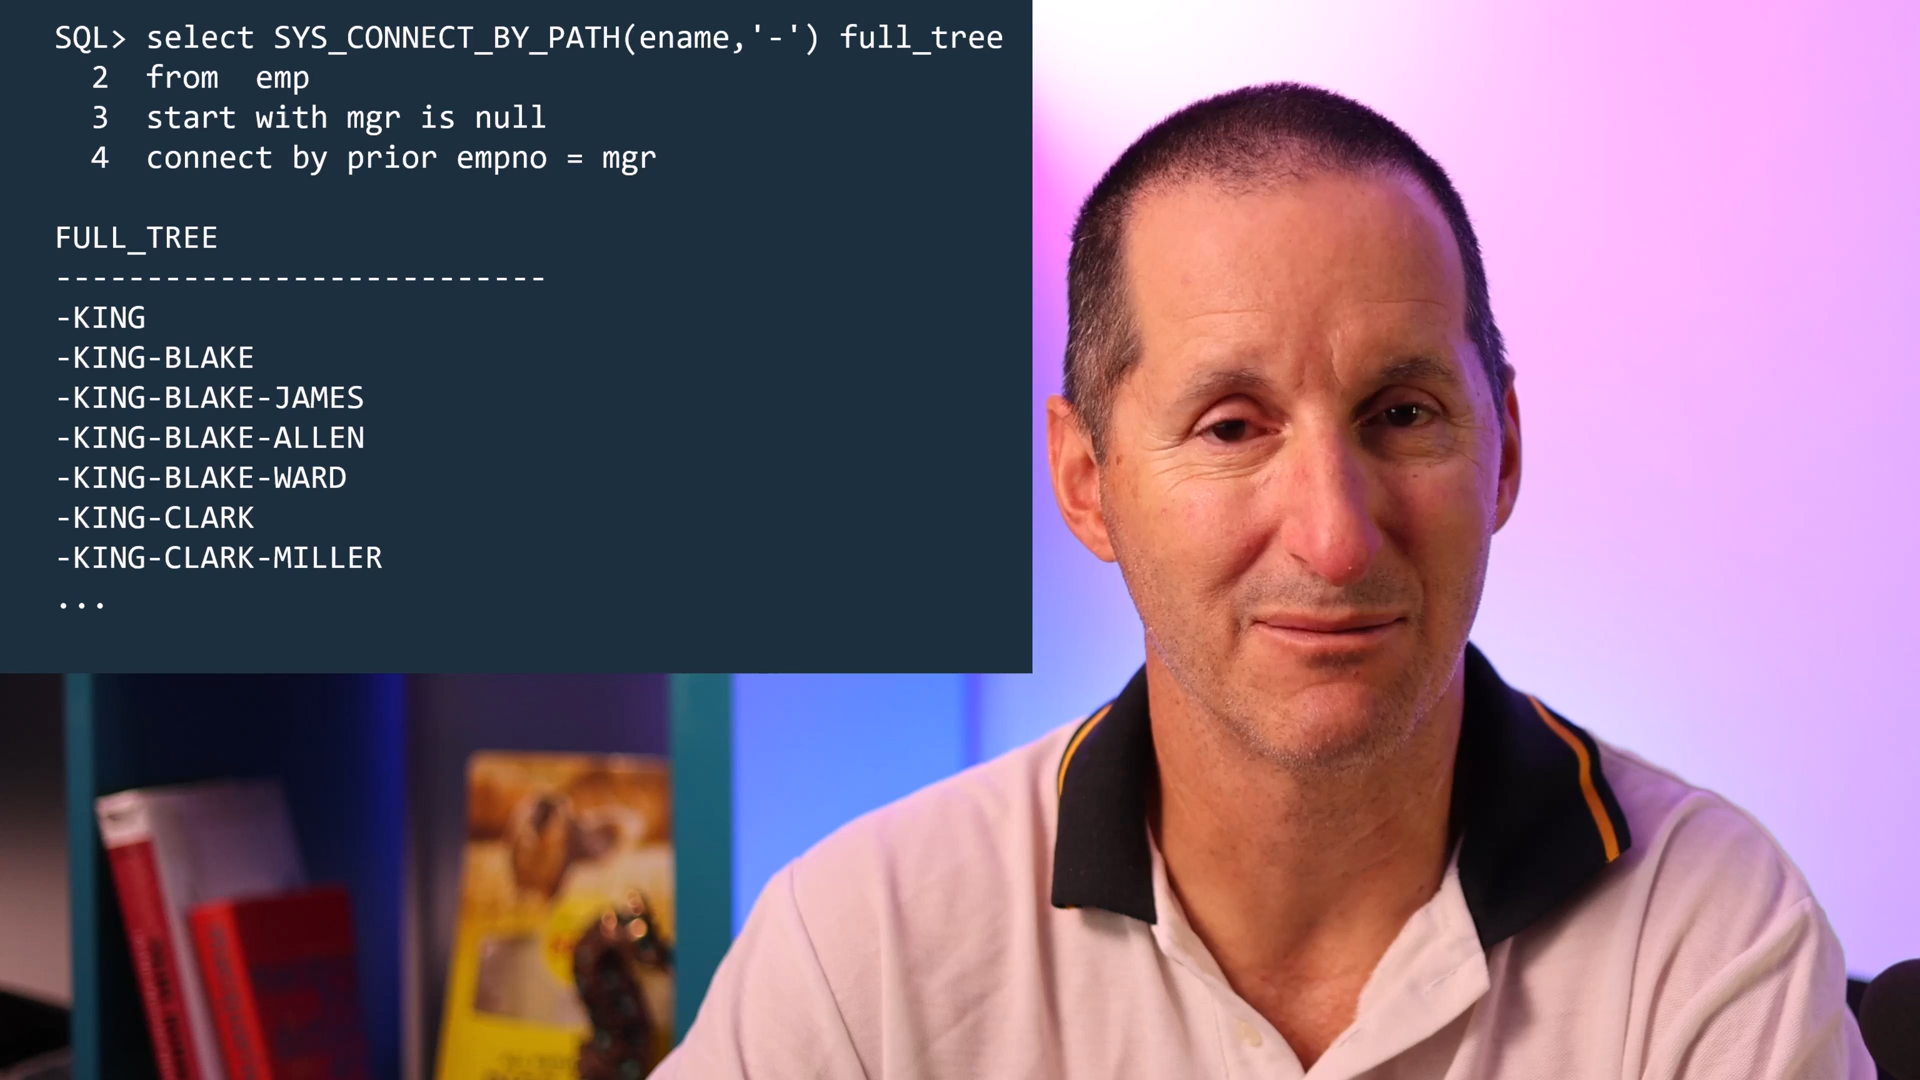 SQL> select SYS_CONNECT_BY_PATH(ename,'-') full_tree
2 from emp
3 start with mgr is null
4 connect by prior empno = mgr
FULL_TREE
---------------------------
-KING
-KING-BLAKE
-KING-BLAKE-JAMES
-KING-BLAKE-ALLEN
-KING-BLAKE-WARD
-KING-CLARK
-KING-CLARK-MILLER
...